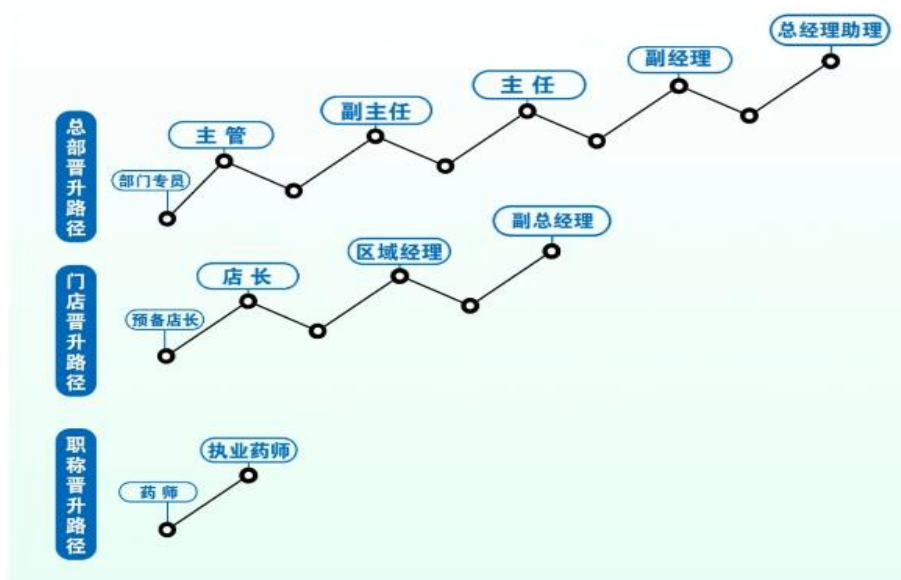 总部晋升路径
部门专员
主管
副主任
主任
副经理
总经理助理
门店晋升路径
预备店长
店长
区域经理
副总经理
职称晋升路径
药师
执业药师